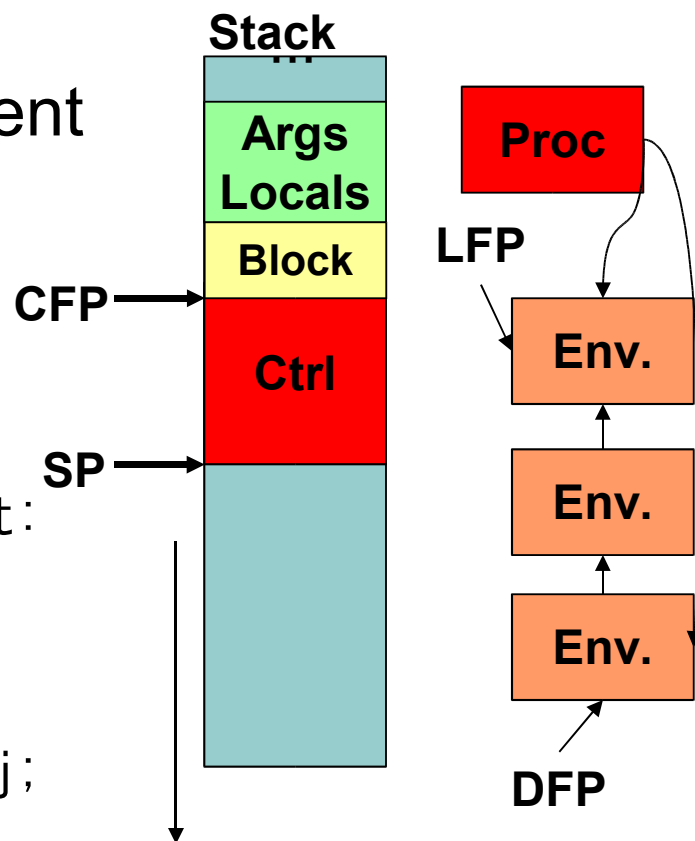 Stack
...
ent
Args
Locals
Proc
LFP
Block
CFP
Env.
Ctrl
SP
Env.
t:
Env.
j;
DFP